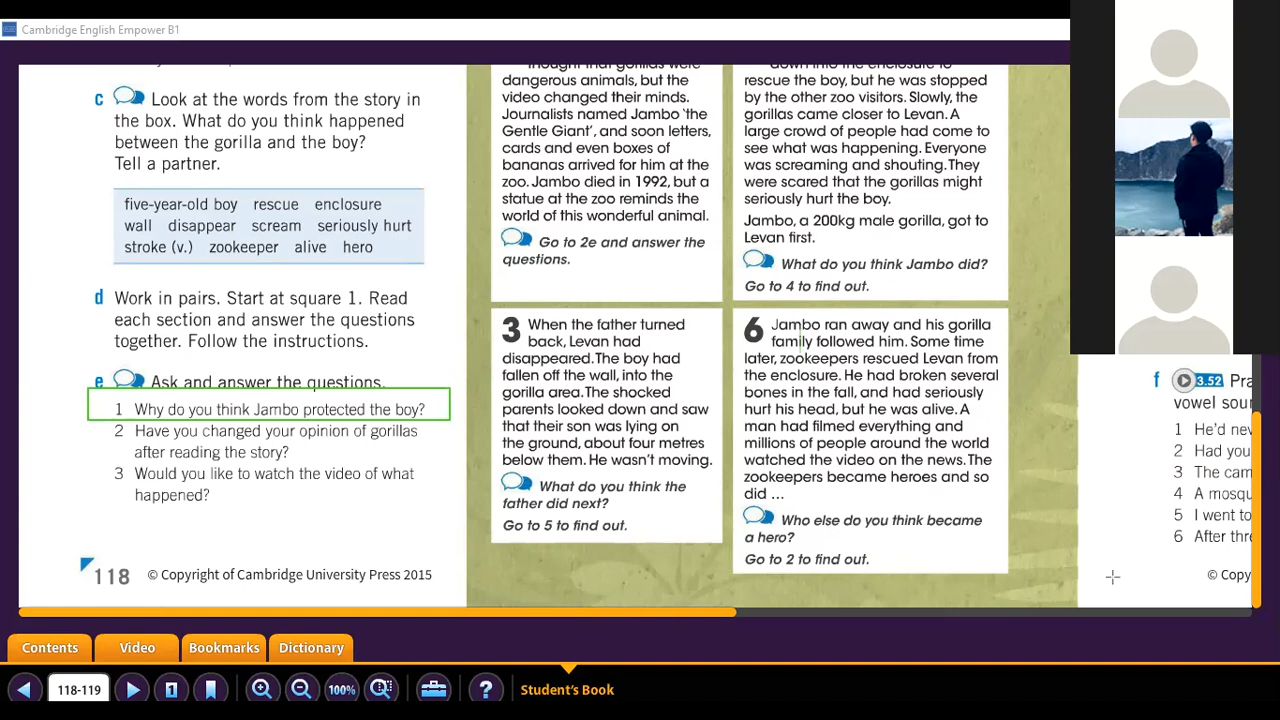 Cambridge English Empower B1
c Look at the words from the story in
the box. What do you think happened
between the gorilla and the boy?
Tell a partner.
five-year-old boy rescue enclosure
wall disappear scream seriously hurt
stroke (v.) zookeeper alive hero
d Work in pairs. Start at square 1. Read
each section and answer the questions
together. Follow the instructions.
e Ask and answer the questions.
1 Why do you think Jambo protected the boy?
2 Have you changed your opinion of gorillas
after reading the story?
3 Would you like to watch the video of what
happened?
118 © Copyright of Cambridge University Press 2015
thought that gorillas were
dangerous animals, but the
video changed their minds.
Journalists named Jambo ‘the
Gentle Giant’, and soon letters,
cards and even boxes of
bananas arrived for him at the
zoo. Jambo died in 1992, but a
statue at the zoo reminds the
world of this wonderful animal.
Go to 2e and answer the
questions.
down into the enclosure to
rescue the boy, but he was stopped
by the other zoo visitors. Slowly, the
gorillas came closer to Levan. A
large crowd of people had come to
see what was happening. Everyone
was screaming and shouting. They
were scared that the gorillas might
seriously hurt the boy.
Jambo, a 200kg male gorilla, got to
Levan first.
What do you think Jambo did?
Go to 4 to find out.
3 When the father turned
back, Levan had
disappeared. The boy had
fallen off the wall, into the
gorilla area. The shocked
parents looked down and saw
that their son was lying on
the ground, about four metres
below them. He wasn't moving.
What do you think the
father did next?
Go to 5 to find out.
6 Jambo ran away and his gorilla
family followed him. Some time
later, zookeepers rescued Levan from
the enclosure. He had broken several
bones in the fall, and had seriously
hurt his head, but he was alive. A
man had filmed everything and
millions of people around the world
watched the video on the news. The
zookeepers became heroes and so
did ...
Who else do you think became
a hero?
Go to 2 to find out.
f 3.52 Pra
vowel sour
1 He'd nev
2 Had you
3 The cam
4 A mosqu
5 I went to
6 After thre
© Copy
Contents Video Bookmarks Dictionary
118-119 1 100% ? Student's Book